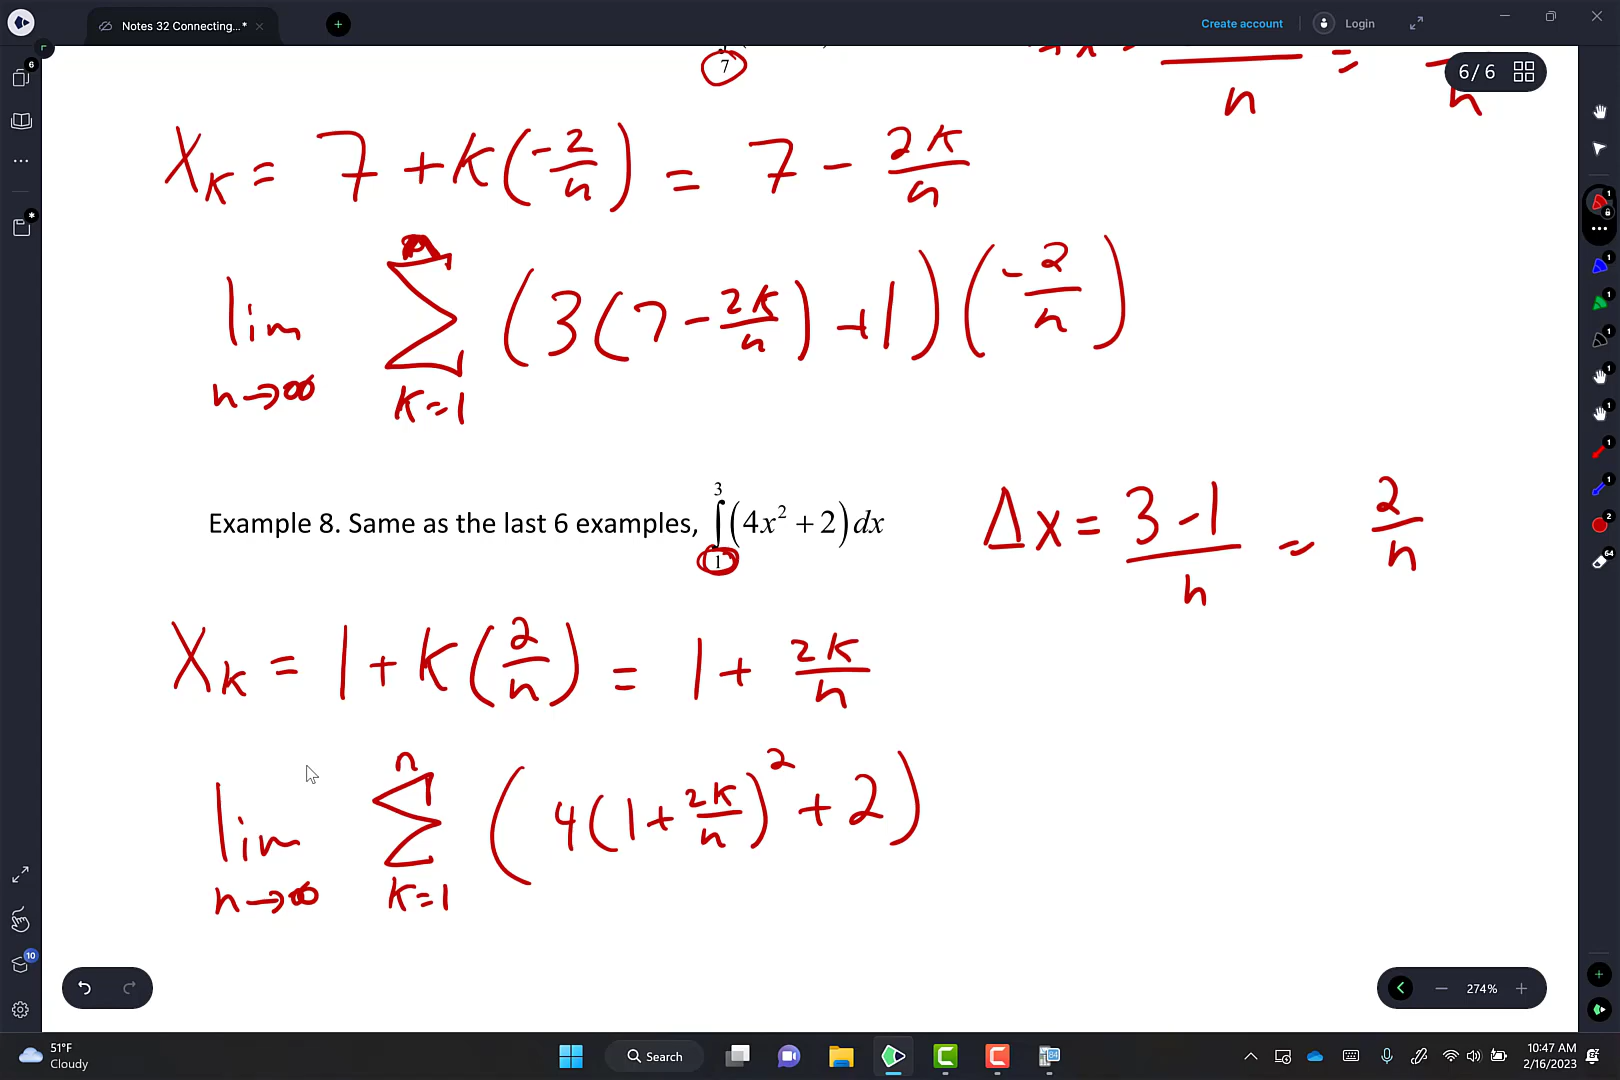 Notes 32 Connecting...*
Create account
Login
6 / 6
7
n = n
X_K = 7 + K(-2/n) = 7 - 2K/n
lim n→∞ ∑ K=1 (3(7 - 2K/n) + 1)(-2/n)
Example 8. Same as the last 6 examples, ∫₁³(4x² + 2)dx
Δx = 3-1/n = 2/n
X_K = 1 + K(2/n) = 1 + 2K/n
lim n→∞ n ∑ K=1 (4(1 + 2K/n)² + 2)
274%
51°F
Cloudy
Search
10:47 AM
2/16/2023